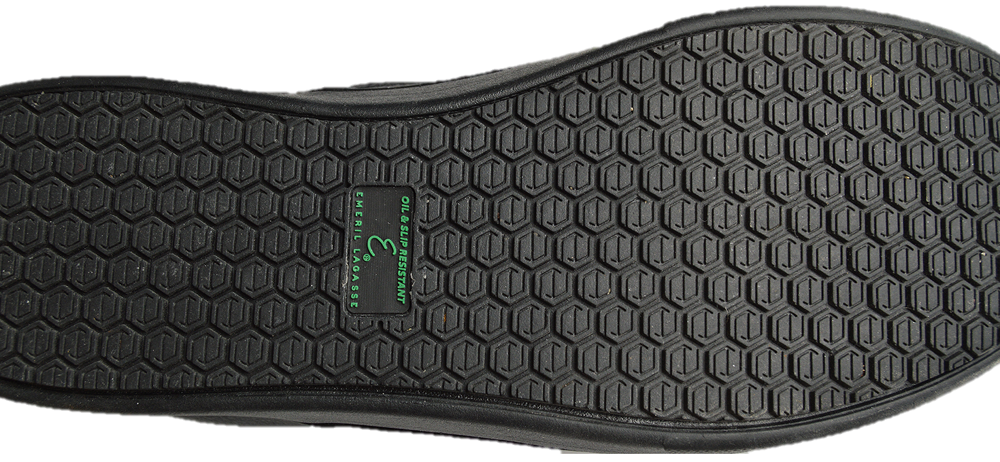 OIL & SLIP RESISTANT
E®
EMERIL LAGASSE